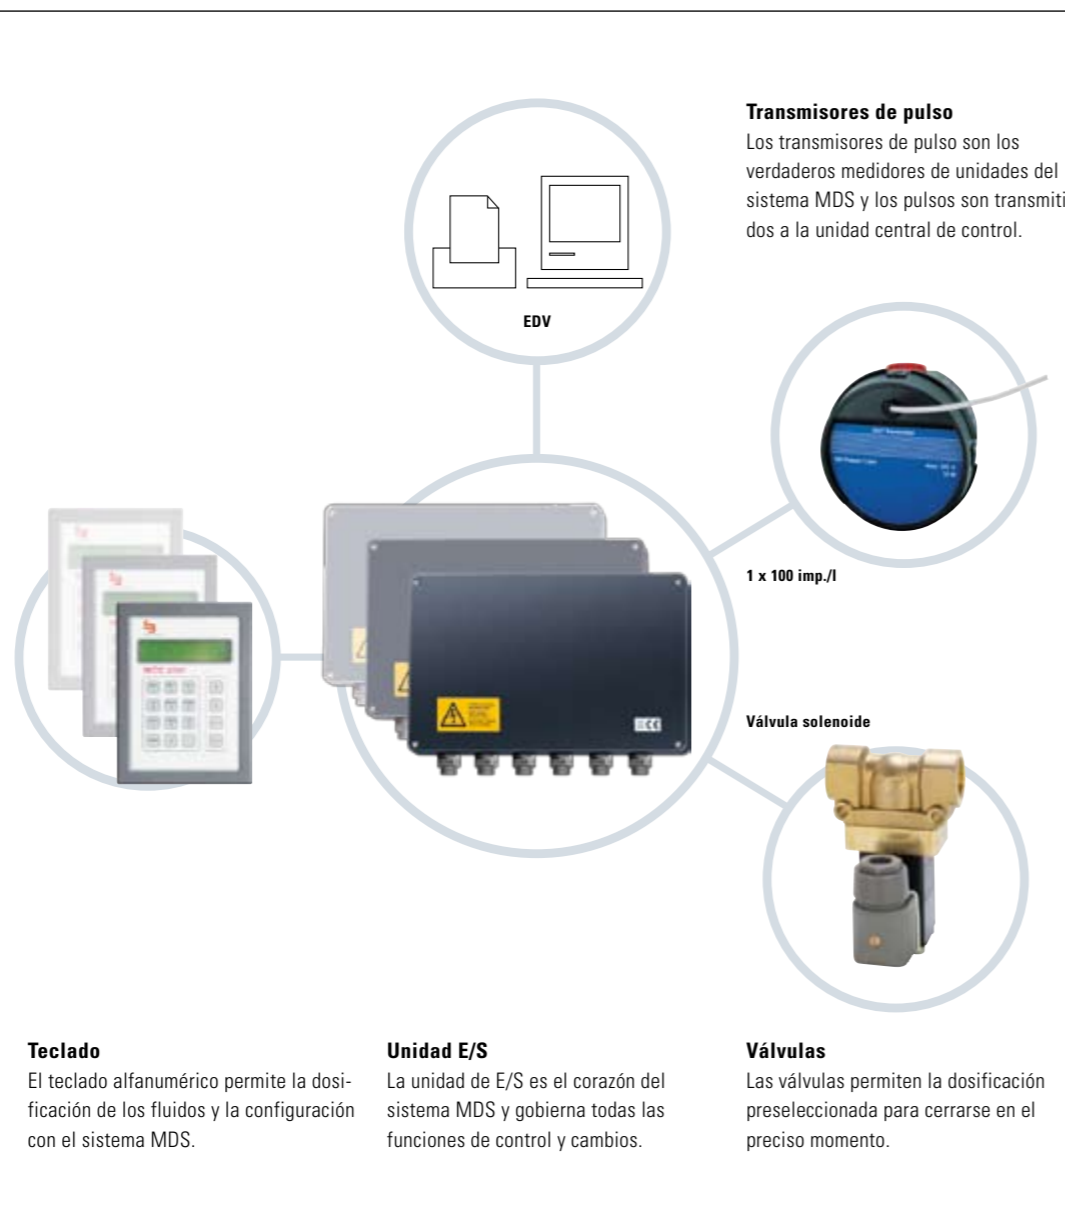 Transmisores de pulso
Los transmisores de pulso son los
verdaderos medidores de unidades del
sistema MDS y los pulsos son transmiti
dos a la unidad central de control.
EDV
1 x 100 imp./l
Válvula solenoide
Teclado
El teclado alfanumérico permite la dosi-
ficación de los fluidos y la configuración
con el sistema MDS.
Unidad E/S
La unidad de E/S es el corazón del
sistema MDS y gobierna todas las
funciones de control y cambios.
Válvulas
Las válvulas permiten la dosificación
preseleccionada para cerrarse en el
preciso momento.